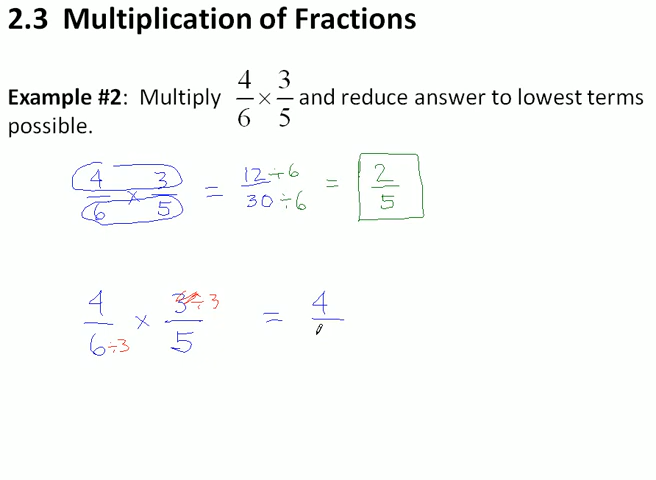 2.3 Multiplication of Fractions
Example #2: Multiply 4/6 × 3/5 and reduce answer to lowest terms
possible.
4/6 × 3/5 = 12÷6/30÷6 = 2/5
4/6÷3 × 3÷3/5 = 4/